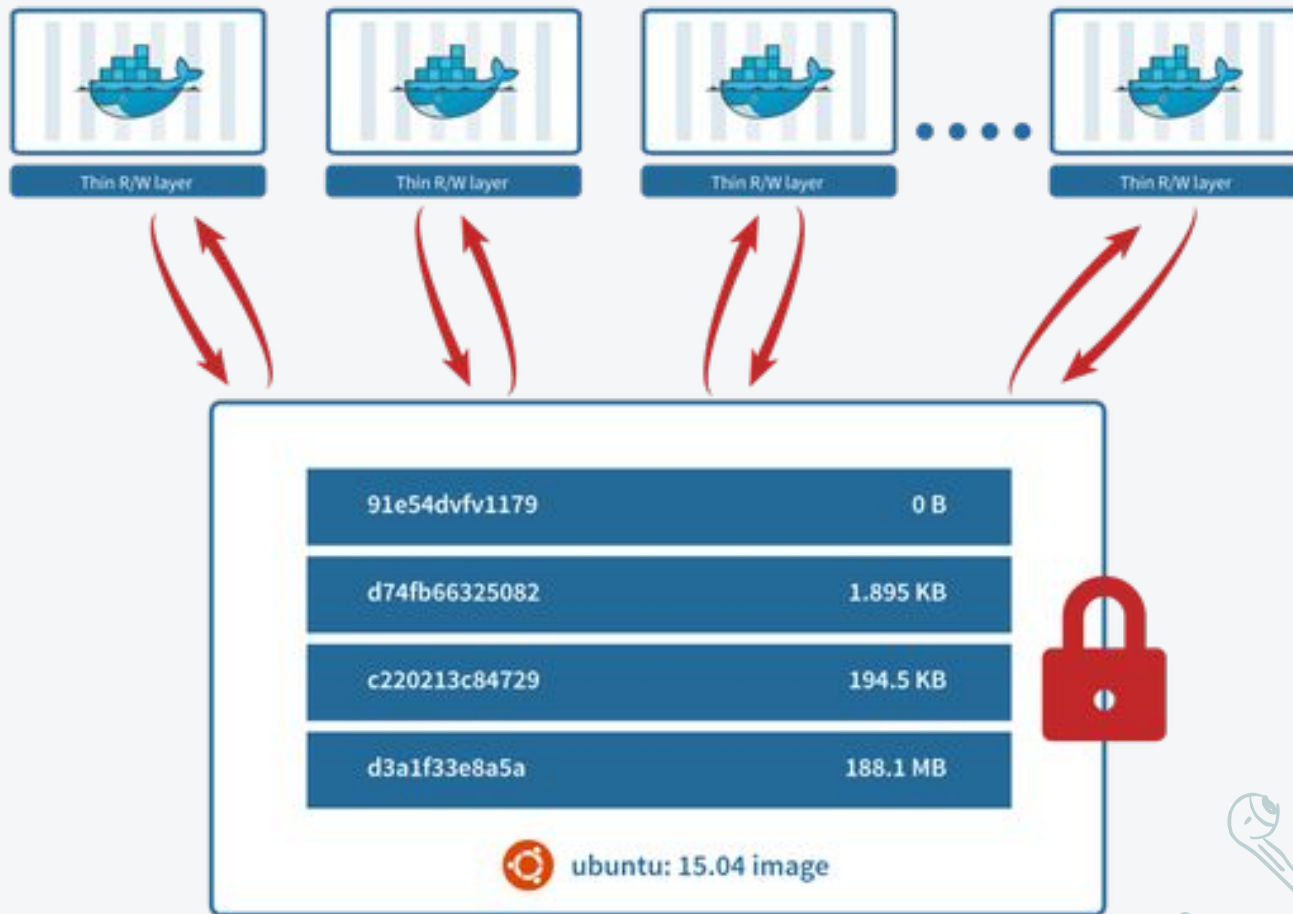 Thin R/W layer
Thin R/W layer
Thin R/W layer
Thin R/W layer
91e54dvfv1179 0 B
d74fb66325082 1.895 KB
c220213c84729 194.5 KB
d3a1f33e8a5a 188.1 MB
ubuntu: 15.04 image